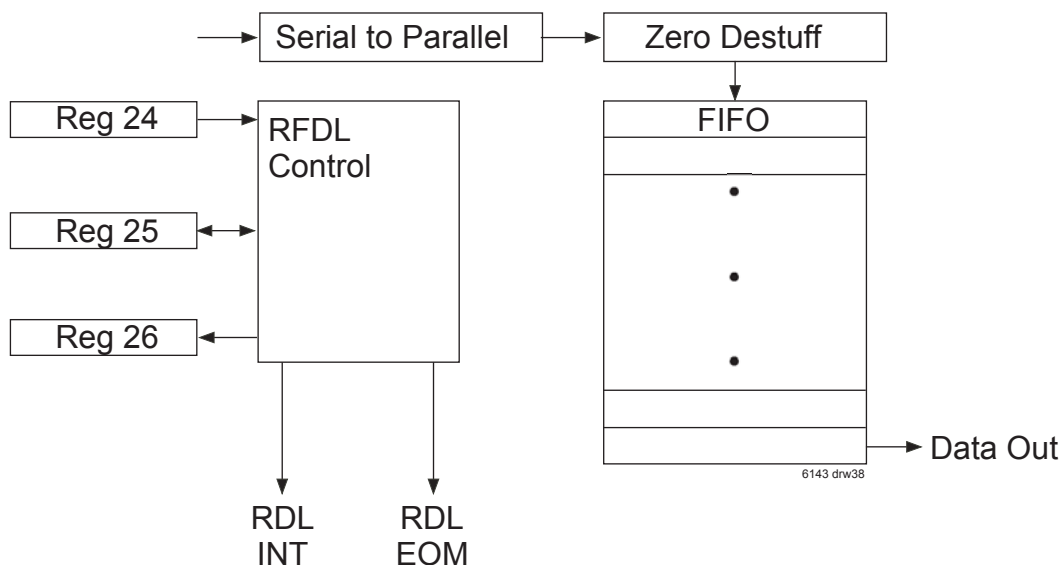 Serial to Parallel
Zero Destuff
Reg 24
RFDL
Control
FIFO
Reg 25
Reg 26
Data Out
6143 drw38
RDL
INT
RDL
EOM